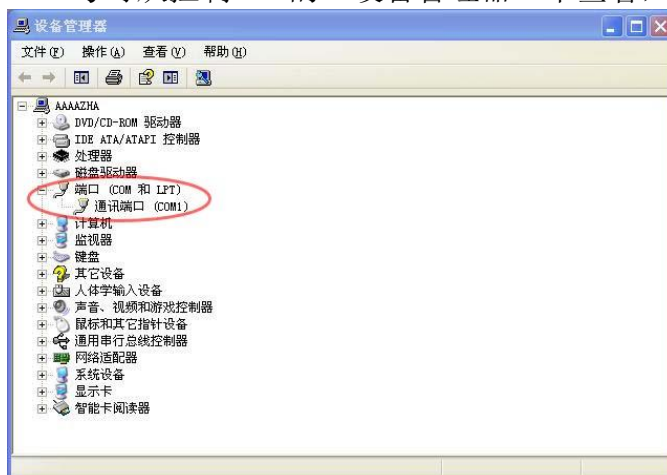 设备管理器
文件(F) 操作(A) 查看(V) 帮助(H)
AAAAZHA
DVD/CD-ROM 驱动器
IDE ATA/ATAPI 控制器
处理器
磁盘驱动器
端口 (COM 和 LPT)
通讯端口 (COM1)
计算机
监视器
键盘
其它设备
人体学输入设备
声音、视频和游戏控制器
鼠标和其它指针设备
通用串行总线控制器
网络适配器
系统设备
显示卡
智能卡阅读器